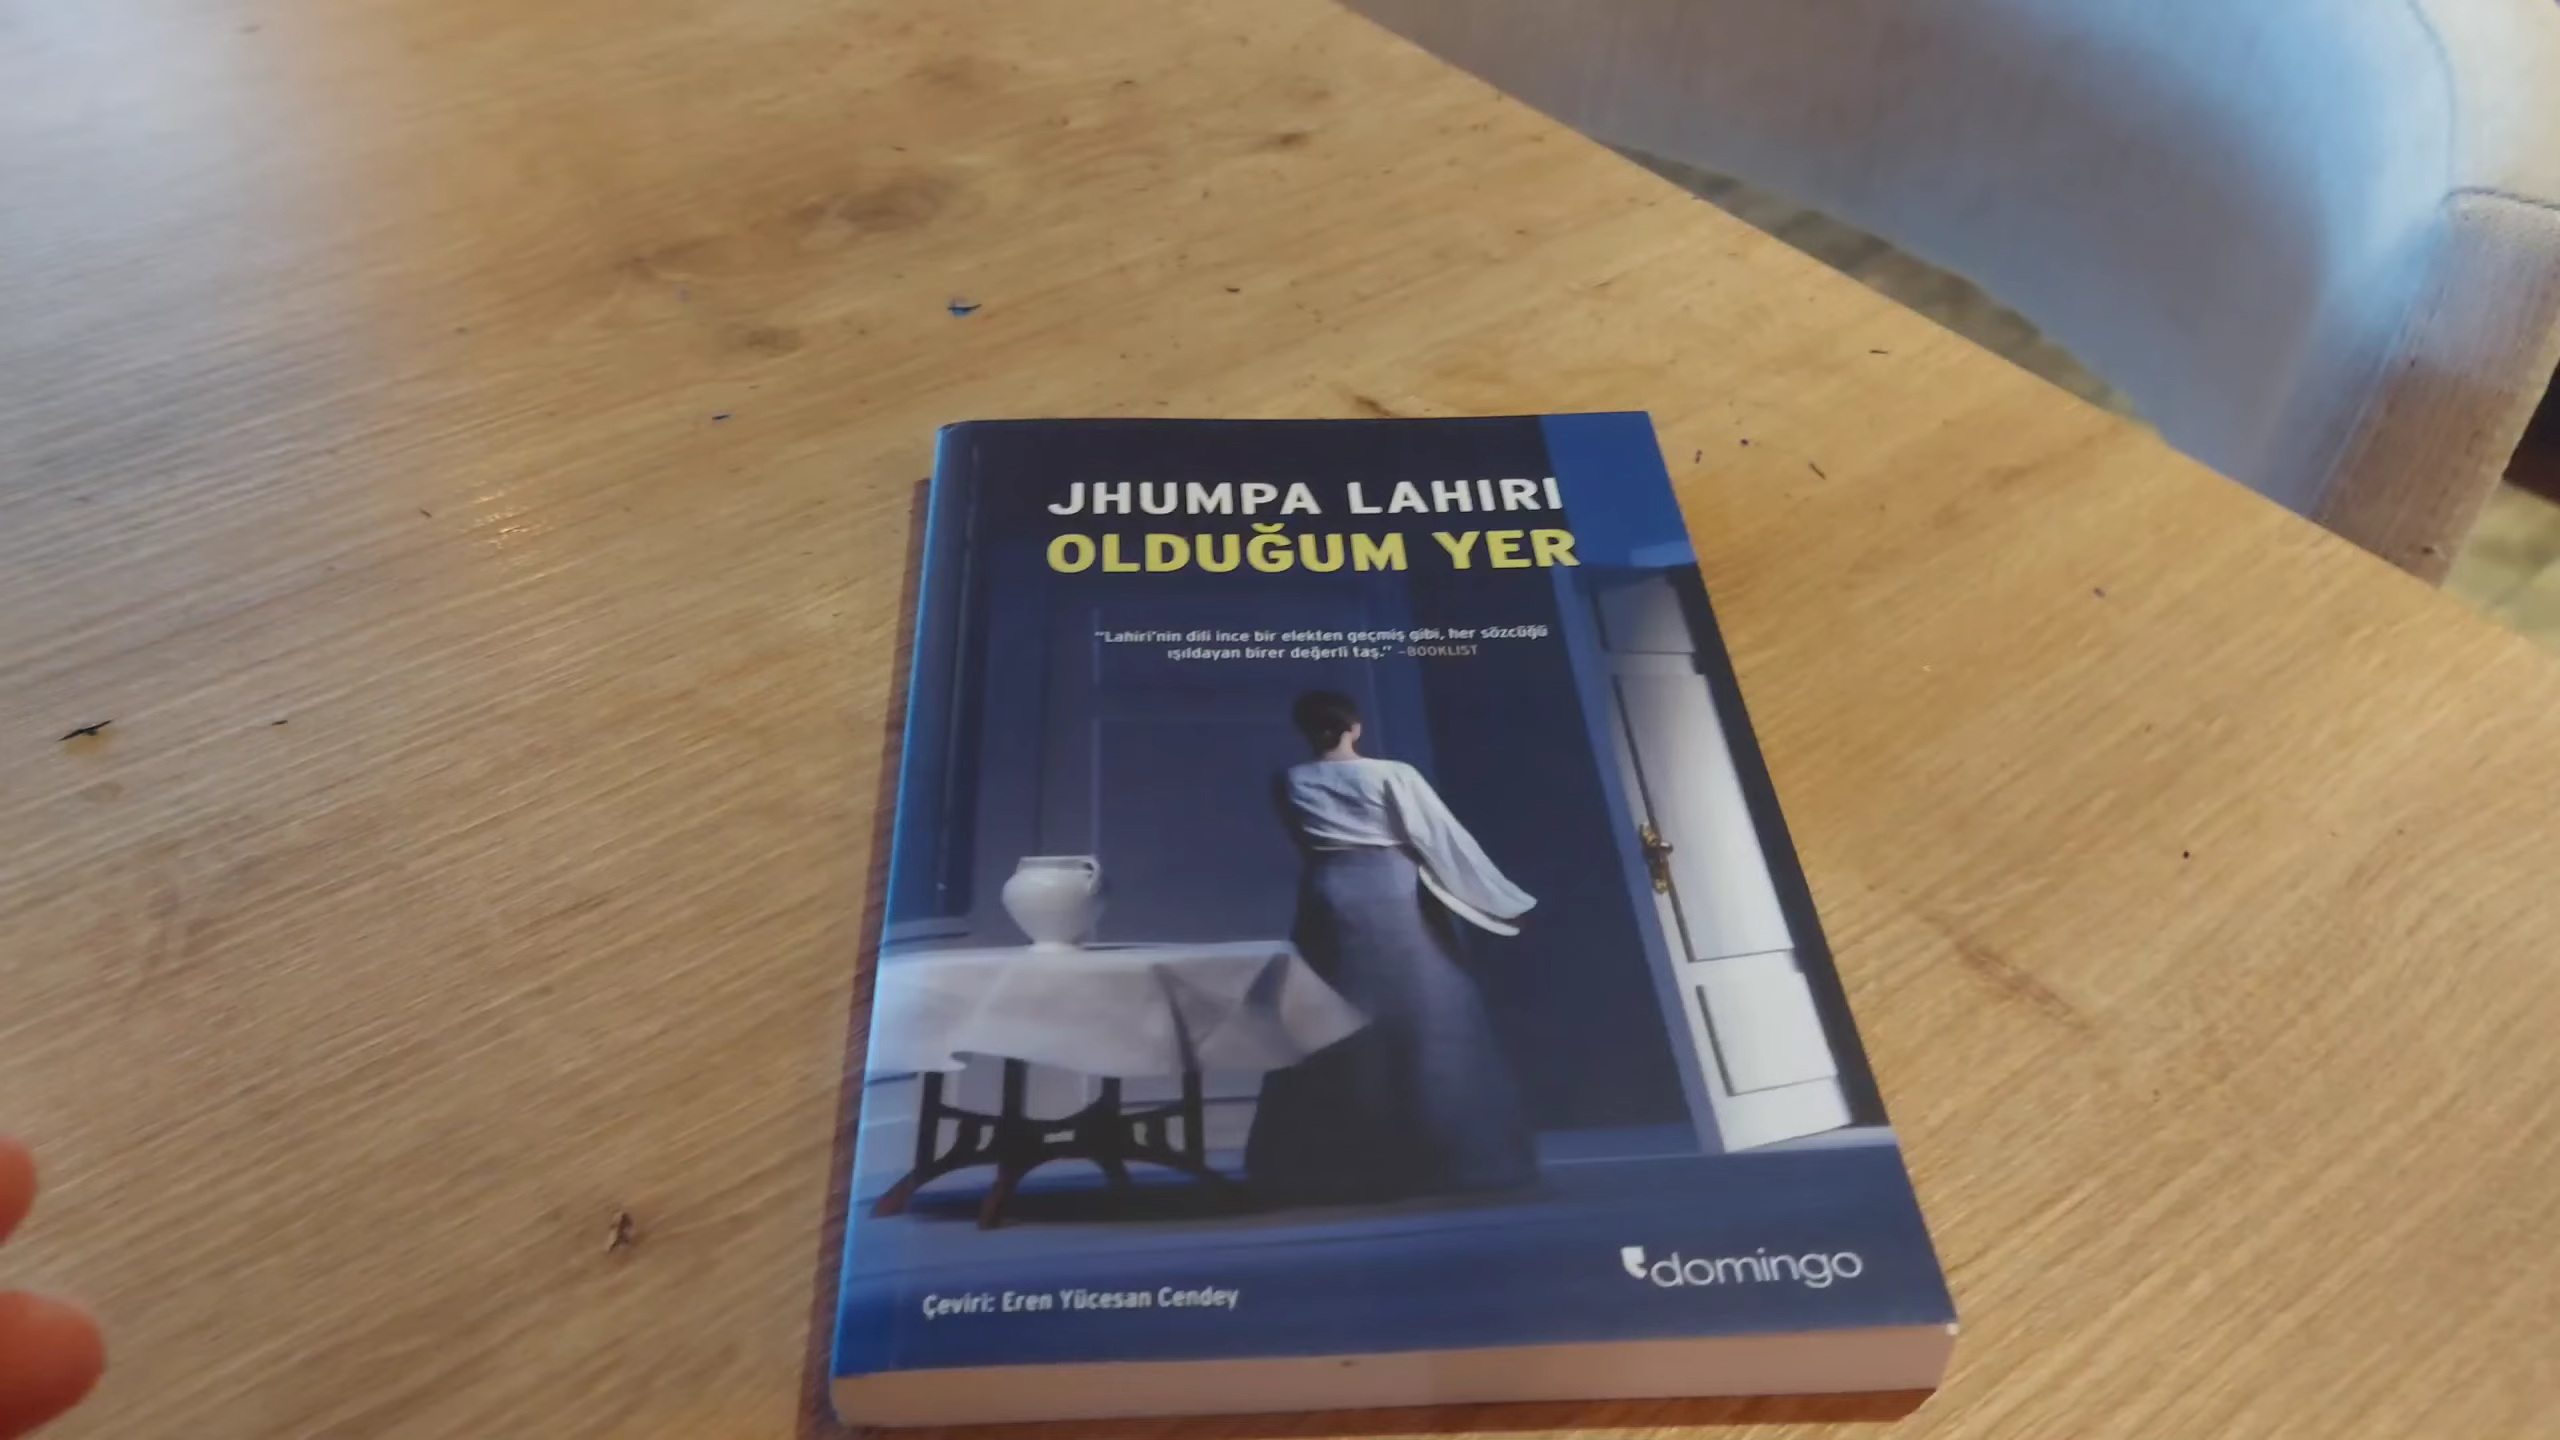 JHUMPA LAHIRI
OLDUĞUM YER
"Lahiri'nin dili ince bir elekten geçmiş gibi, her sözcüğü
ışıldayan birer değerli taş." –BOOKLIST
Çeviri: Eren Yücesan Cendey
domingo